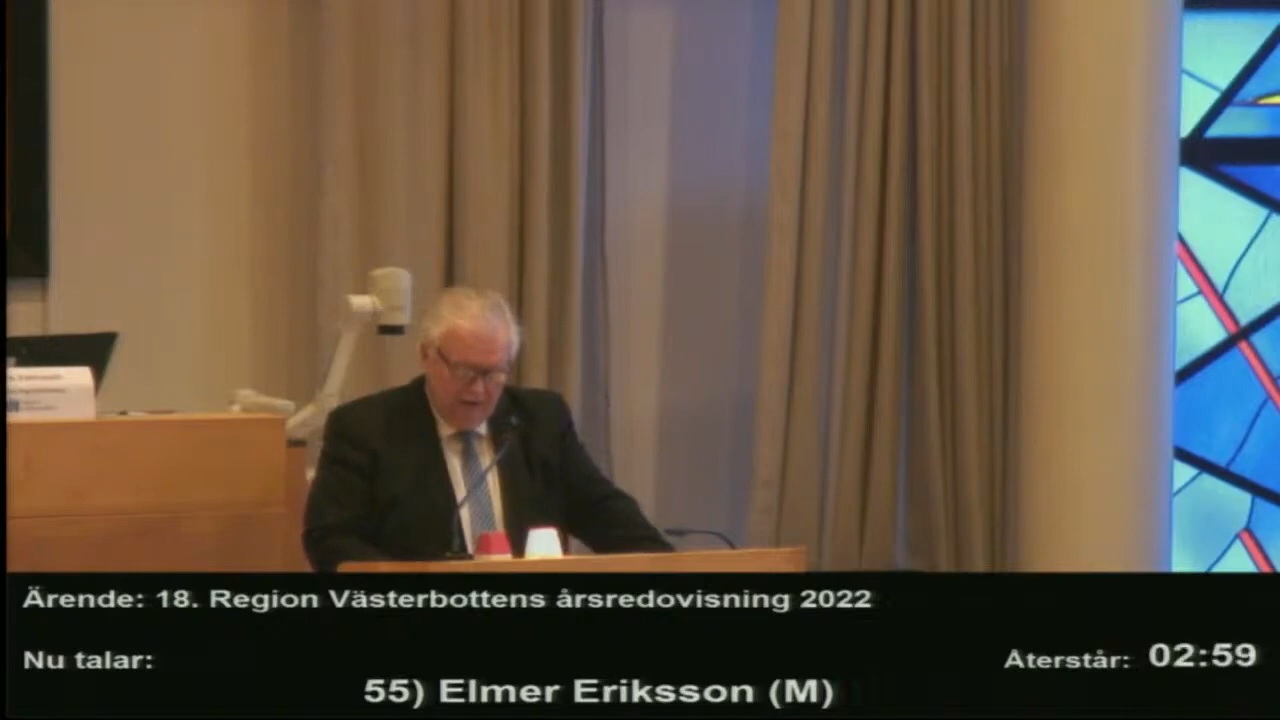 Ärende: 18. Region Västerbottens årsredovisning 2022
Nu talar:
Återstår: 02:59
55) Elmer Eriksson (M)